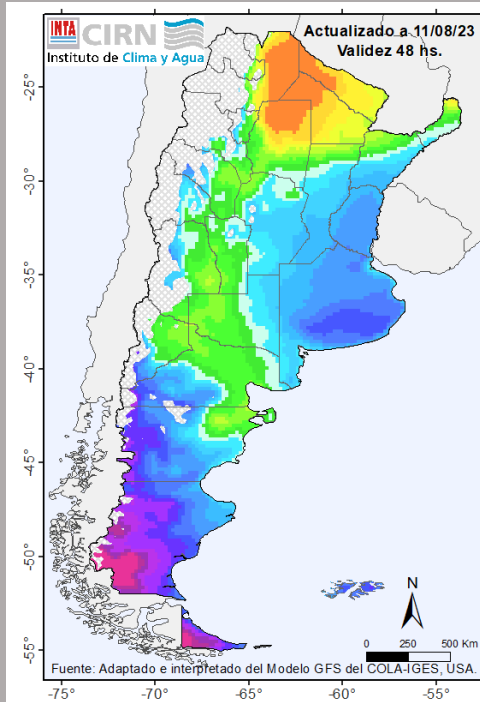 INTA CIRN
Instituto de Clima y Agua
Actualizado a 11/08/23
Validez 48 hs.
-25°
-30°
-35°
-40°
-45°
-50°
-55°
N
0 250 500 Km
Fuente: Adaptado e interpretado del Modelo GFS del COLA-IGES, USA.
-75° -70° -65° -60° -55°